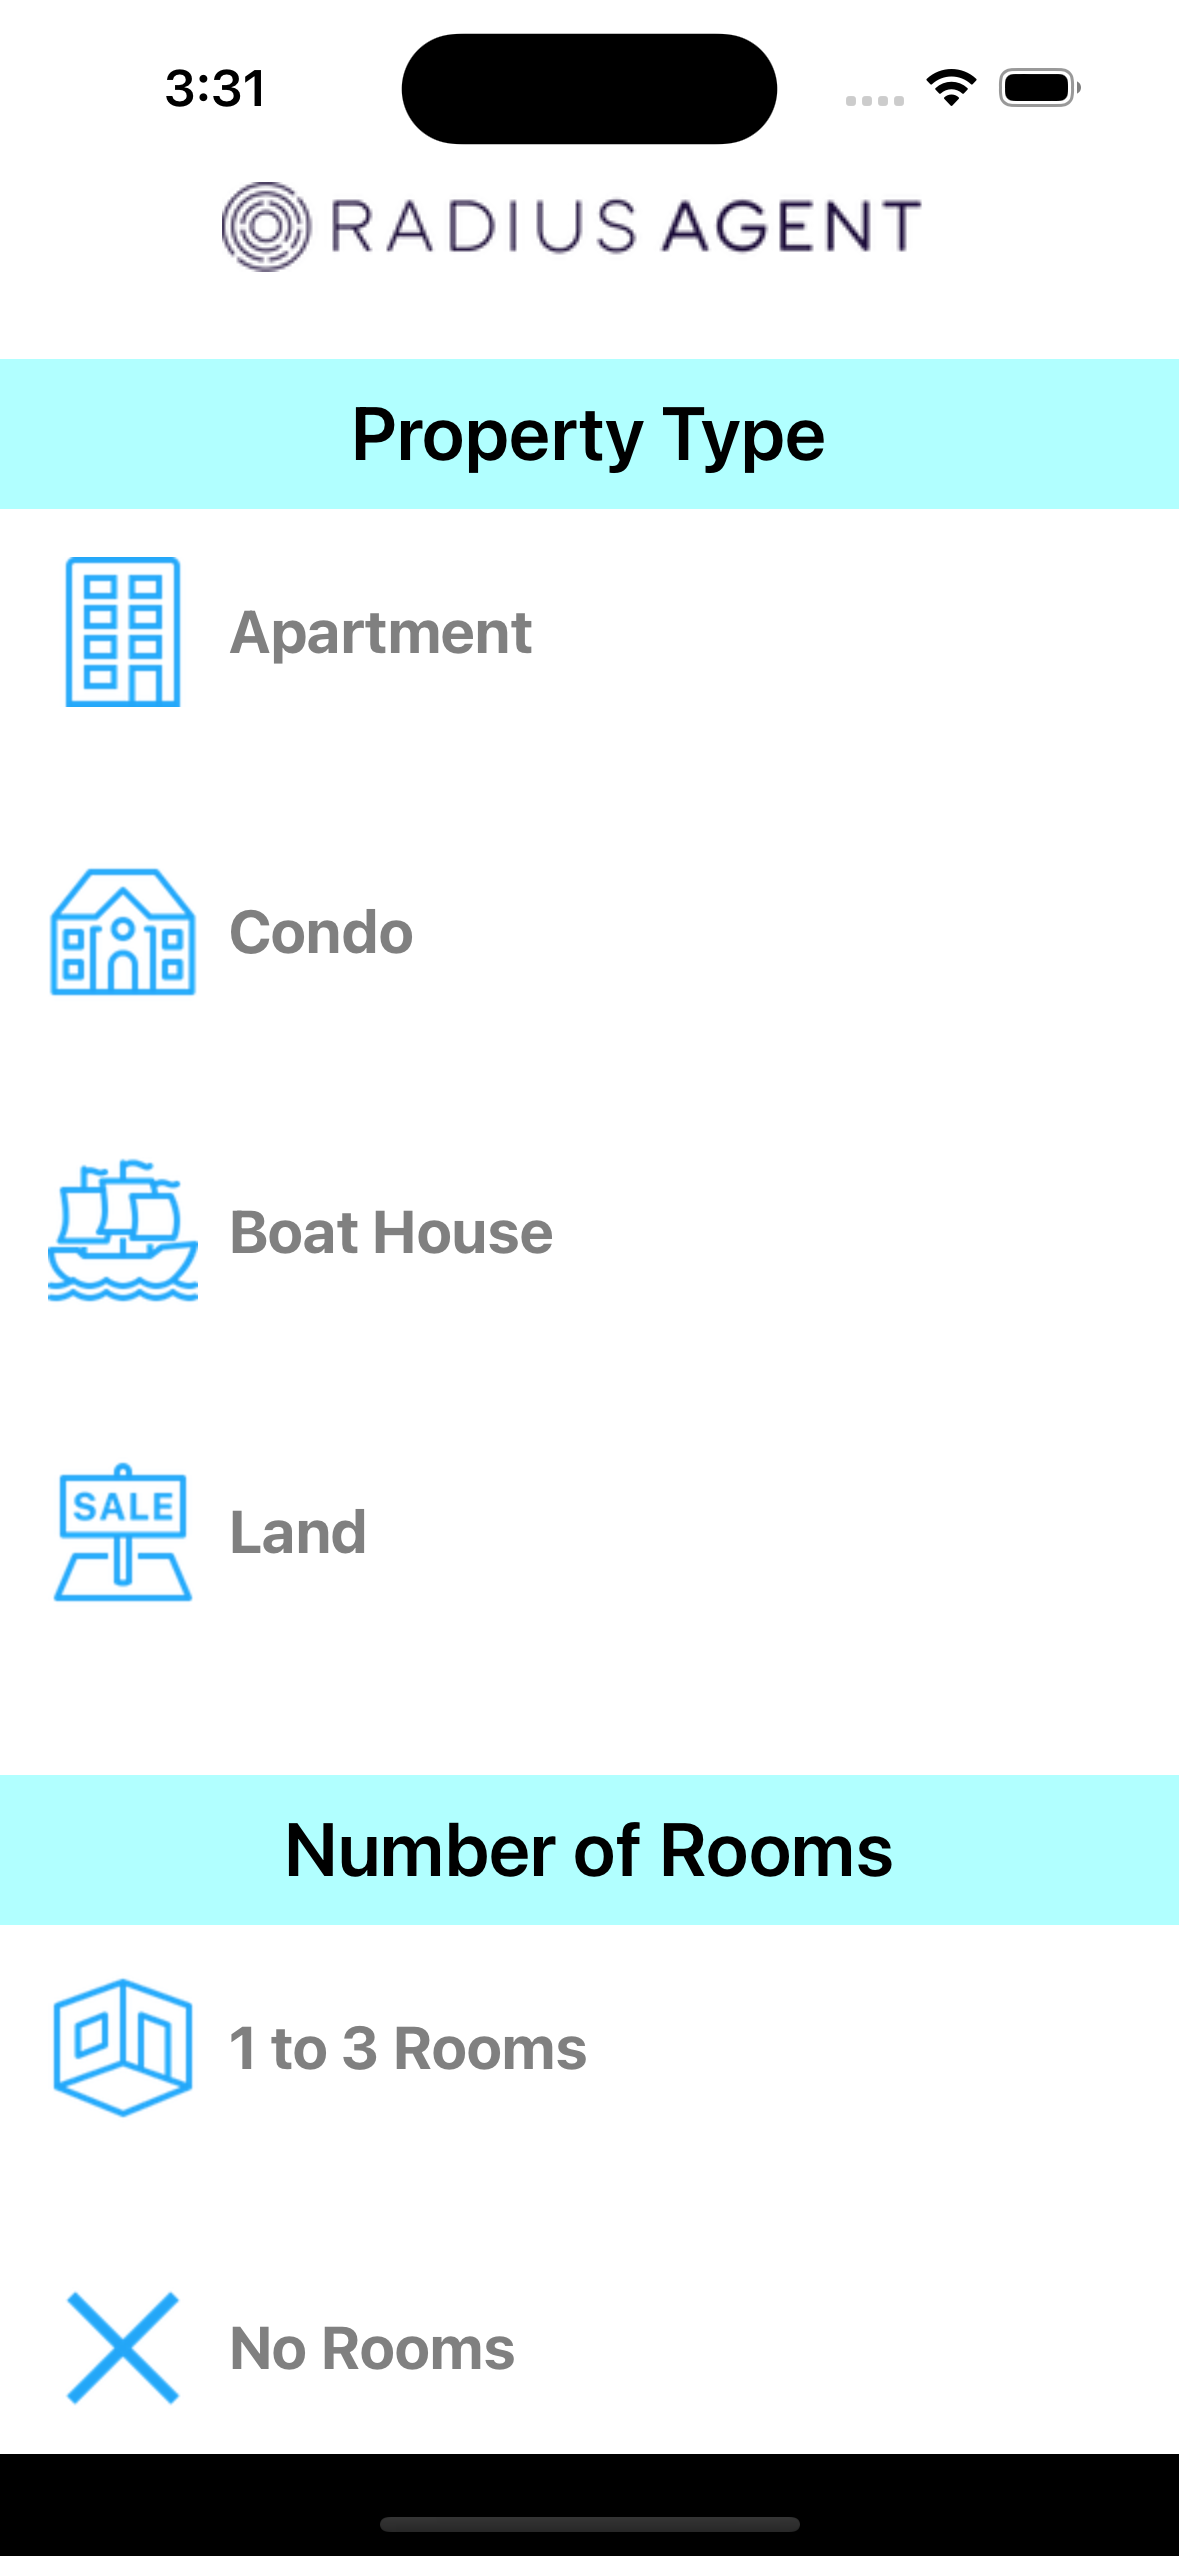 3:31
RADIUS AGENT
Property Type
Apartment
Condo
Boat House
SALE
Land
Number of Rooms
1 to 3 Rooms
No Rooms